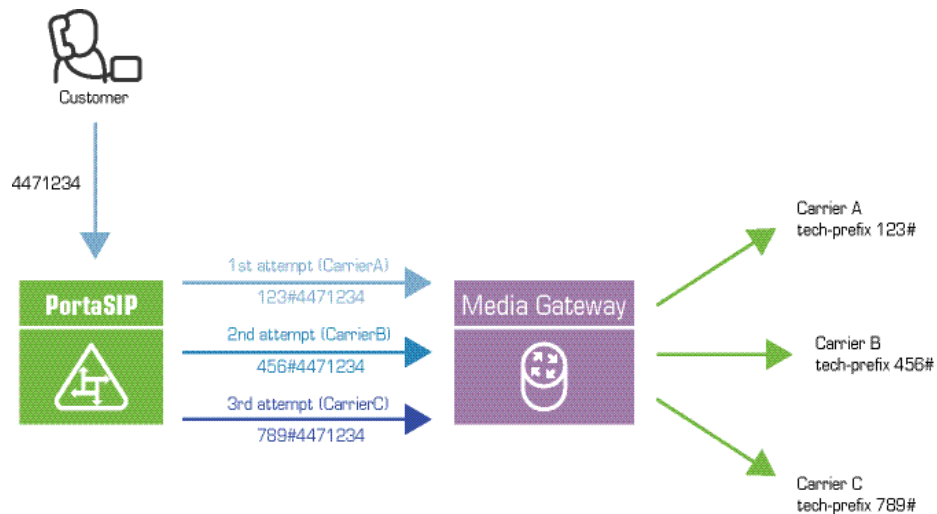 Customer
4471234
PortaSIP
1st attempt (CarrierA)
123#4471234
2nd attempt (CarrierB)
456#4471234
3rd attempt (CarrierC)
789#4471234
Media Gateway
Carrier A
tech-prefix 123#
Carrier B
tech-prefix 456#
Carrier C
tech-prefix 789#